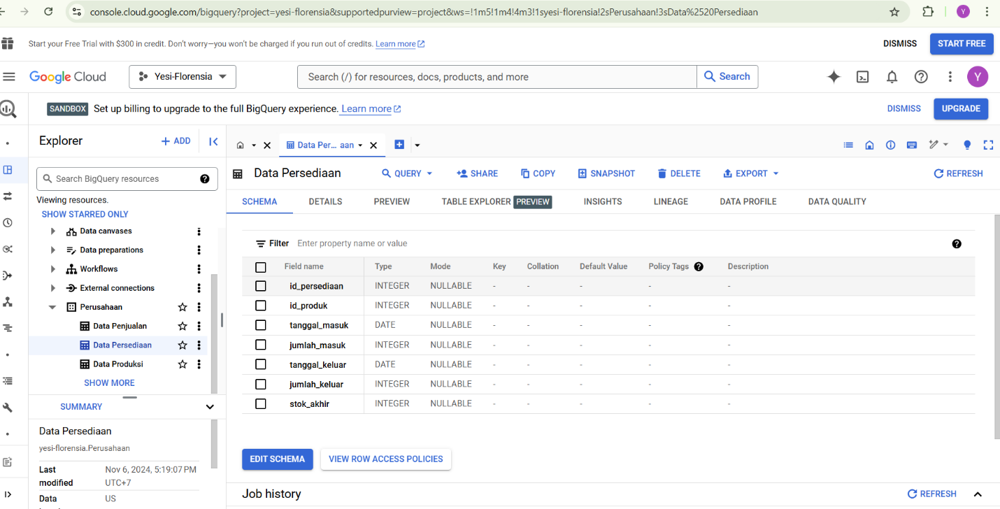 console.cloud.google.com/bigquery?project=yesi-florensia&supportedpurview=project&ws=!1m5!1m4!4m3!1syesi-florensia!2sPerusahaan!3sData%2520Persediaan
Y
Start your Free Trial with $300 in credit. Don't worry—you won't be charged if you run out of credits. Learn more
DISMISS
START FREE
Google Cloud
Yesi-Florensia
Search (/) for resources, docs, products, and more
Search
Y
SANDBOX Set up billing to upgrade to the full BigQuery experience. Learn more
DISMISS
UPGRADE
Explorer
+ ADD
Search BigQuery resources
Viewing resources.
SHOW STARRED ONLY
Data canvases
Data preparations
Workflows
External connections
Perusahaan
Data Penjualan
Data Persediaan
Data Produksi
SHOW MORE
SUMMARY
Data Persediaan
yesi-florensia.Perusahaan
Last modified Nov 6, 2024, 5:19:07 PM UTC+7
Data US
Data Per... aan
Data Persediaan
QUERY SHARE COPY SNAPSHOT DELETE EXPORT REFRESH
SCHEMA DETAILS PREVIEW TABLE EXPLORER PREVIEW INSIGHTS LINEAGE DATA PROFILE DATA QUALITY
Filter Enter property name or value
Field name Type Mode Key Collation Default Value Policy Tags Description
id_persediaan INTEGER NULLABLE - - - - -
id_produk INTEGER NULLABLE - - - - -
tanggal_masuk DATE NULLABLE - - - - -
jumlah_masuk INTEGER NULLABLE - - - - -
tanggal_keluar DATE NULLABLE - - - - -
jumlah_keluar INTEGER NULLABLE - - - - -
stok_akhir INTEGER NULLABLE - - - - -
EDIT SCHEMA
VIEW ROW ACCESS POLICIES
Job history
REFRESH